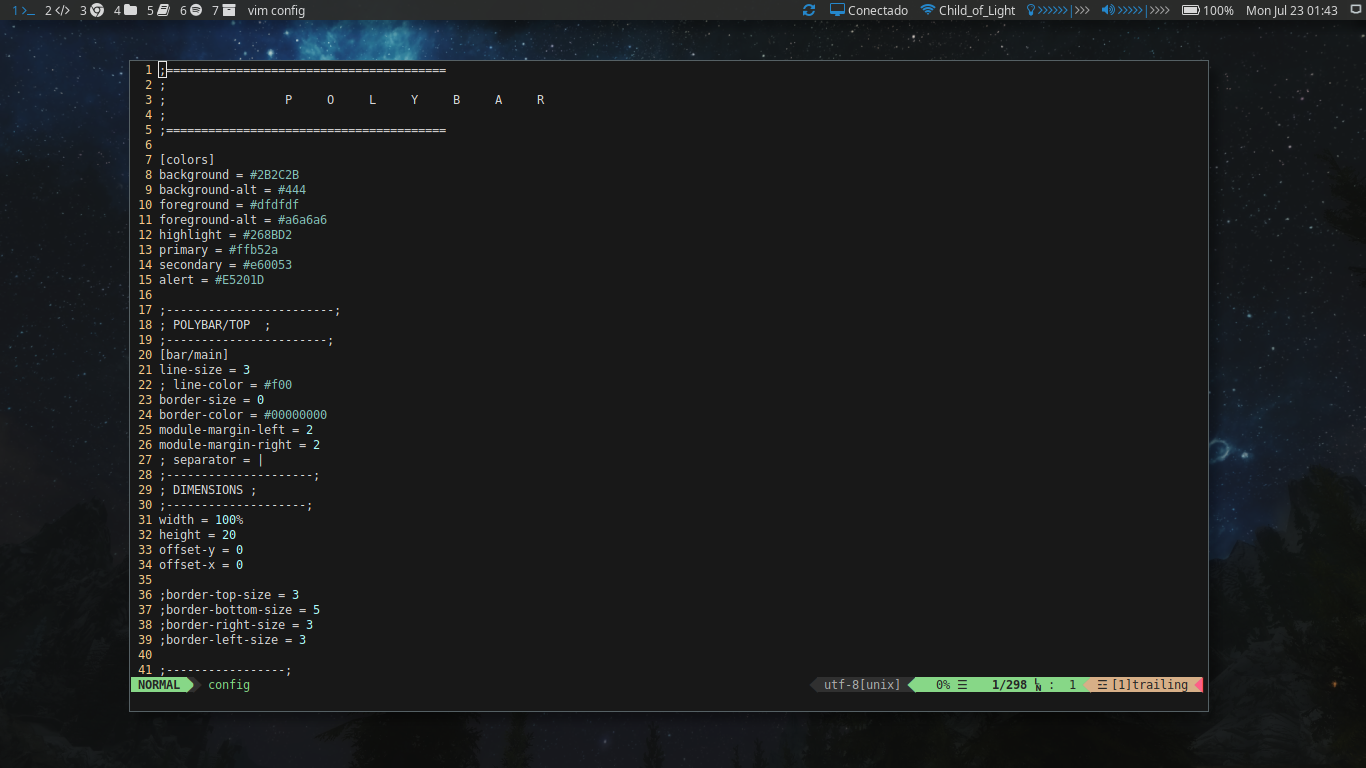 1 >_ 2 </> 3 4 5 6 7 vim config Conectado Child_of_Light >>>>>>|>>> >>>>>|>>>> 100% Mon Jul 23 01:43
1 ;========================================
2 ;
3 ;                 P     O     L     Y     B     A     R
4 ;
5 ;========================================
6
7 [colors]
8 background = #2B2C2B
9 background-alt = #444
10 foreground = #dfdfdf
11 foreground-alt = #a6a6a6
12 highlight = #268BD2
13 primary = #ffb52a
14 secondary = #e60053
15 alert = #E5201D
16
17 ;------------------------;
18 ; POLYBAR/TOP  ;
19 ;-----------------------;
20 [bar/main]
21 line-size = 3
22 ; line-color = #f00
23 border-size = 0
24 border-color = #00000000
25 module-margin-left = 2
26 module-margin-right = 2
27 ; separator = |
28 ;---------------------;
29 ; DIMENSIONS ;
30 ;--------------------;
31 width = 100%
32 height = 20
33 offset-y = 0
34 offset-x = 0
35
36 ;border-top-size = 3
37 ;border-bottom-size = 5
38 ;border-right-size = 3
39 ;border-left-size = 3
40
41 ;-----------------;
NORMAL config utf-8[unix] 0% ☰ 1/298 ␤ : 1 ☲ [1]trailing